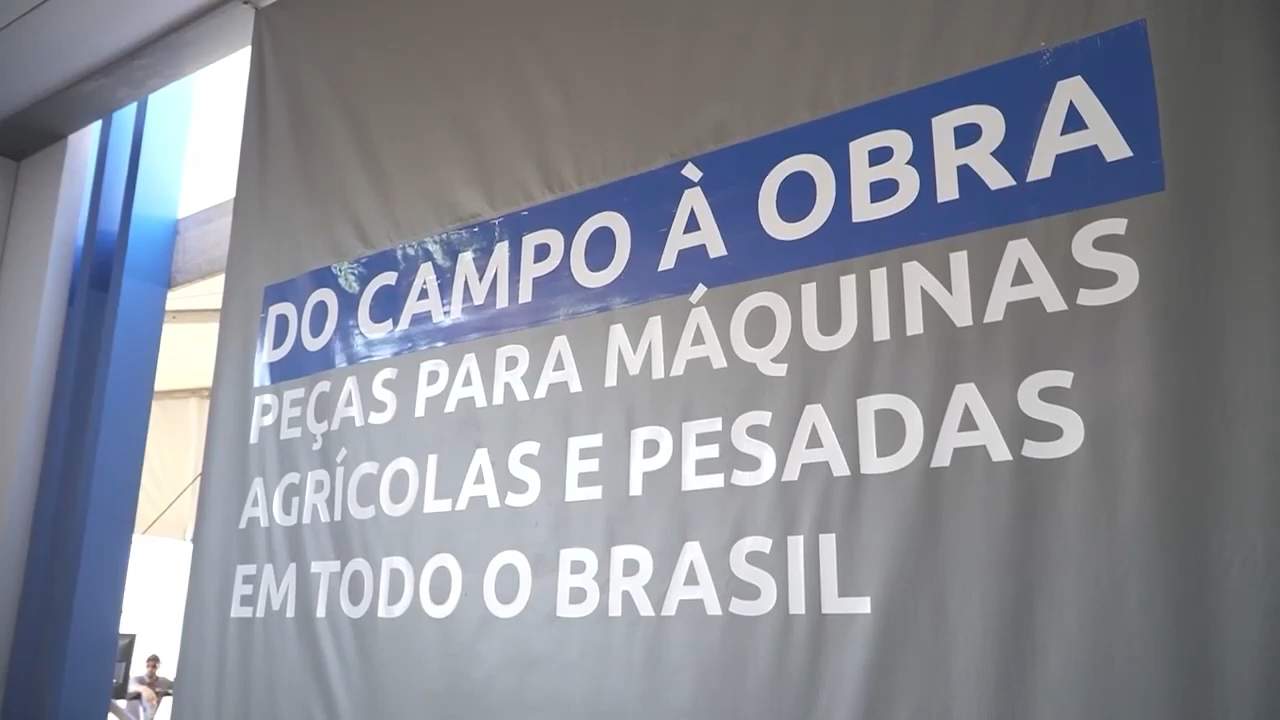 DO CAMPO À OBRA
PEÇAS PARA MÁQUINAS
AGRÍCOLAS E PESADAS
EM TODO O BRASIL